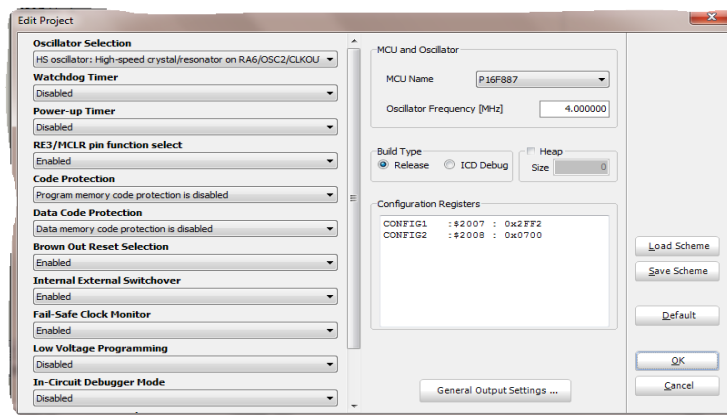 Edit Project
Oscillator Selection
HS oscillator: High-speed crystal/resonator on RA6/OSC2/CLKOU
Watchdog Timer
Disabled
Power-up Timer
Disabled
RE3/MCLR pin function select
Enabled
Code Protection
Program memory code protection is disabled
Data Code Protection
Data memory code protection is disabled
Brown Out Reset Selection
Enabled
Internal External Switchover
Enabled
Fail-Safe Clock Monitor
Enabled
Low Voltage Programming
Disabled
In-Circuit Debugger Mode
Disabled
MCU and Oscillator
MCU Name P16F887
Oscillator Frequency [MHz] 4.000000
Build Type
Release ICD Debug
Heap
Size 0
Configuration Registers
CONFIG1 :$2007 : 0x2FF2
CONFIG2 :$2008 : 0x0700
General Output Settings ...
Load Scheme
Save Scheme
Default
OK
Cancel